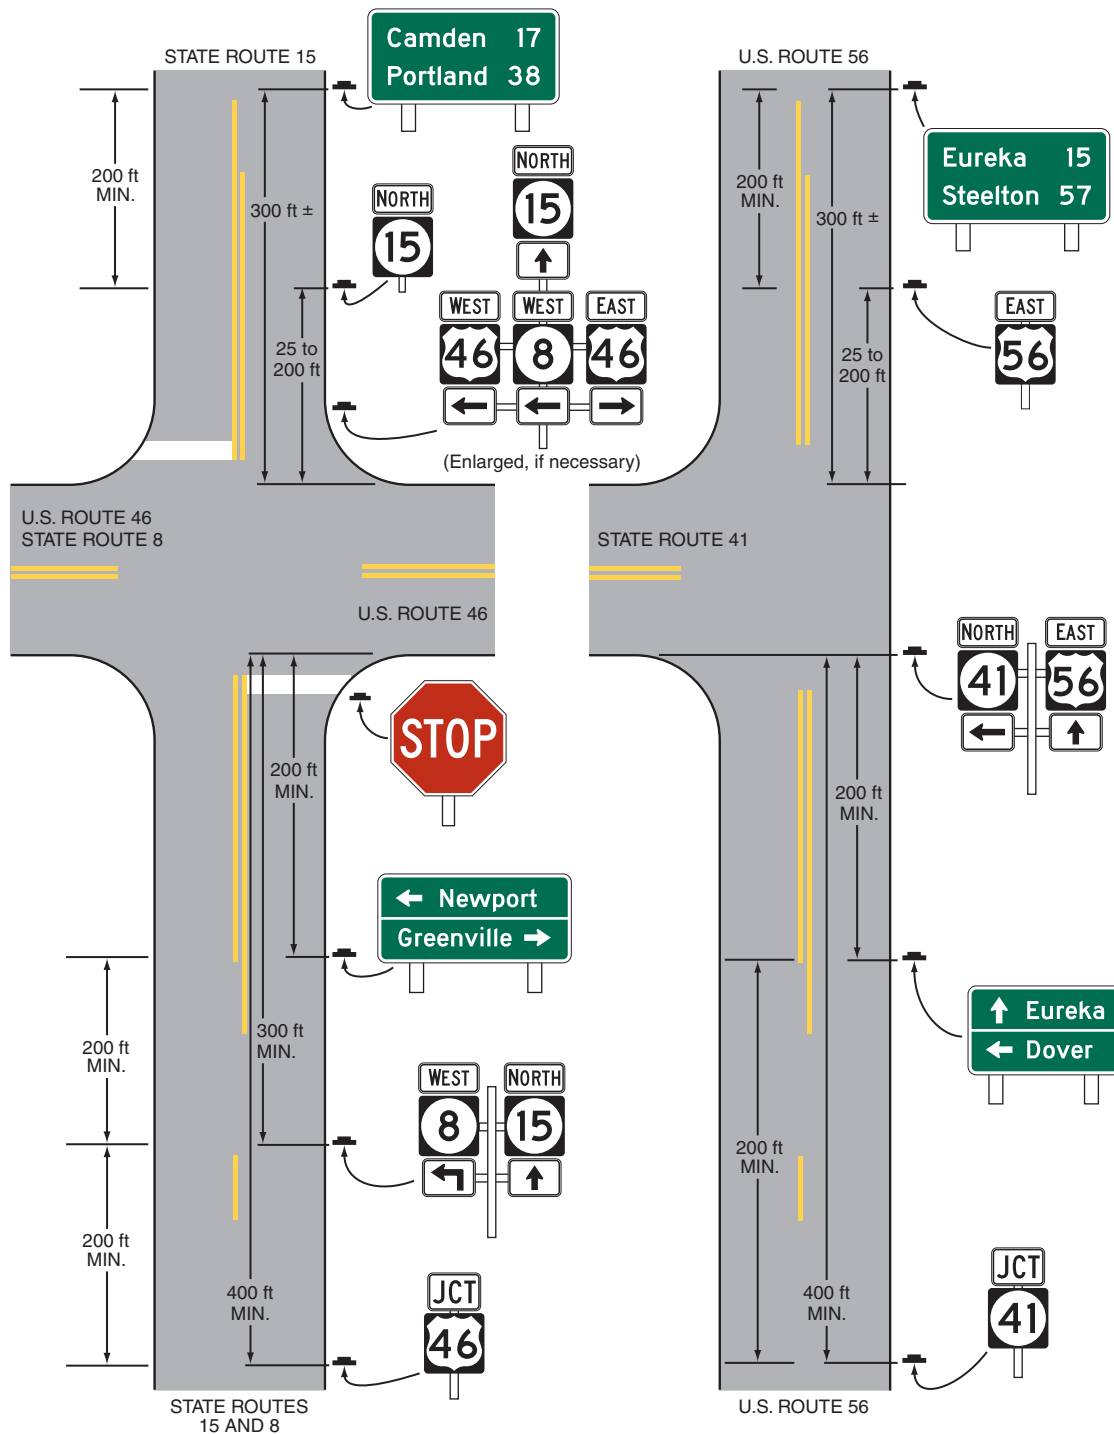 STATE ROUTE 15
Camden 17
Portland 38
200 ft
MIN.
300 ft ±
NORTH
15
NORTH
15
25 to
200 ft
WEST
46
WEST
8
EAST
46
(Enlarged, if necessary)
U.S. ROUTE 46
STATE ROUTE 8
U.S. ROUTE 46
STOP
200 ft
MIN.
Newport
Greenville
300 ft
MIN.
200 ft
MIN.
WEST
8
NORTH
15
200 ft
MIN.
400 ft
MIN.
JCT
46
STATE ROUTES
15 AND 8
U.S. ROUTE 56
Eureka 15
Steelton 57
200 ft
MIN.
300 ft ±
EAST
56
25 to
200 ft
STATE ROUTE 41
NORTH
41
EAST
56
200 ft
MIN.
Eureka
Dover
200 ft
MIN.
400 ft
MIN.
JCT
41
U.S. ROUTE 56